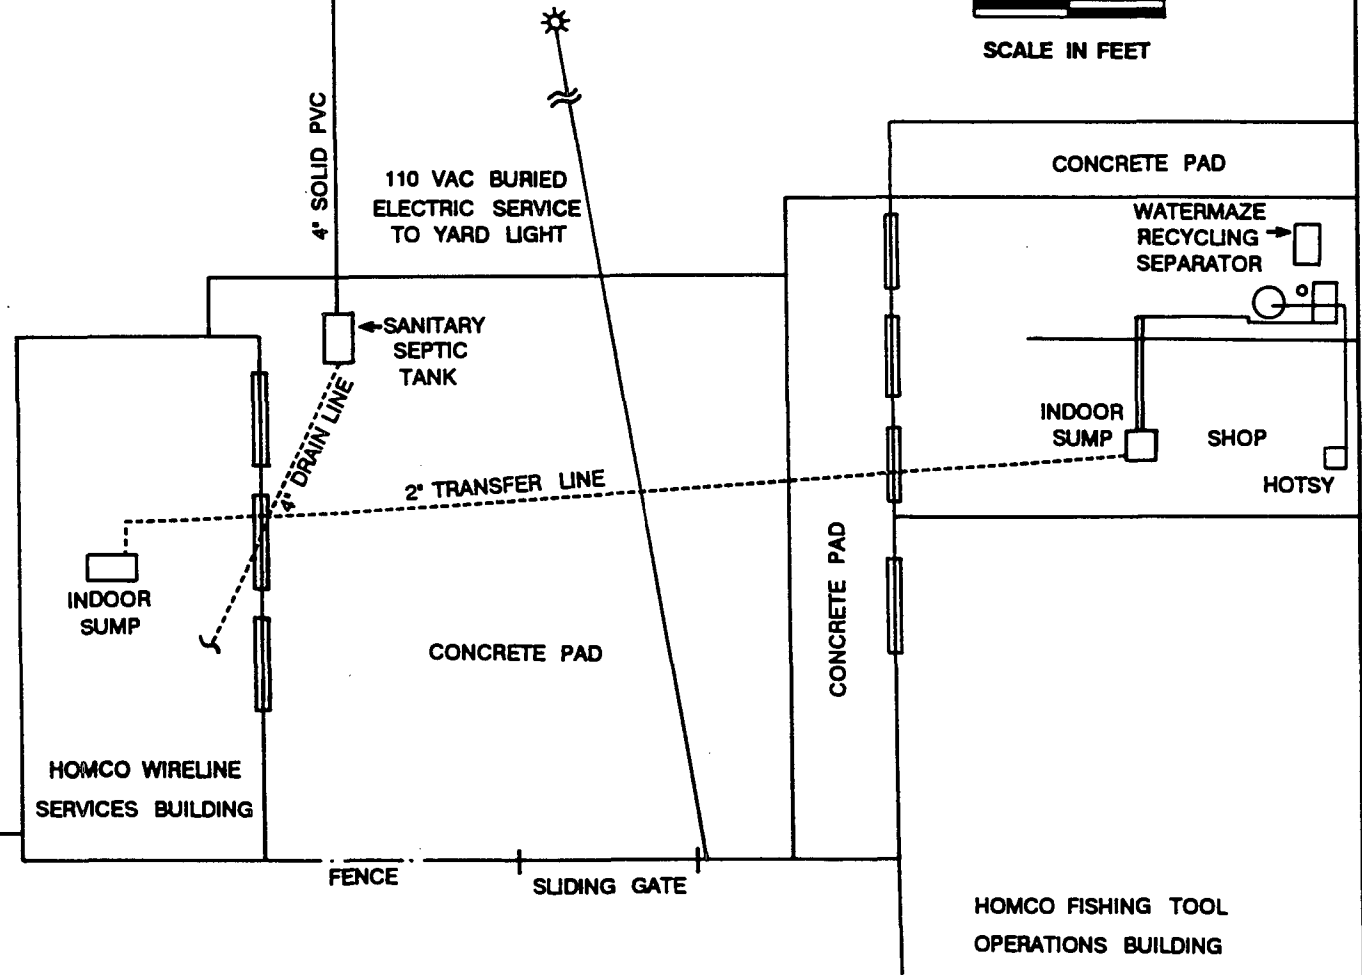 SCALE IN FEET
4" SOLID PVC
110 VAC BURIED
ELECTRIC SERVICE
TO YARD LIGHT
CONCRETE PAD
WATERMAZE
RECYCLING
SEPARATOR
SANITARY
SEPTIC
TANK
4" DRAIN LINE
2" TRANSFER LINE
INDOOR
SUMP
SHOP
HOTSY
INDOOR
SUMP
CONCRETE PAD
CONCRETE PAD
HOMCO WIRELINE
SERVICES BUILDING
FENCE
SLIDING GATE
HOMCO FISHING TOOL
OPERATIONS BUILDING